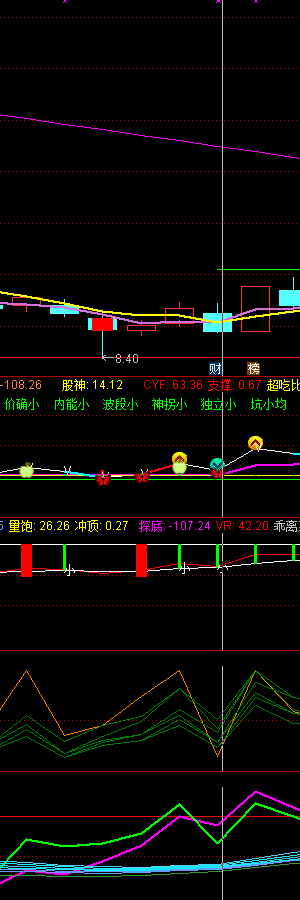 8.40
财 榜
-108.26 股神: 14.12 CYF: 63.36 支撑: 0.67 超吃比
价确小 内能小 波段小 神拐小 独立小 坑小均
5 量饱: 26.26 冲顶: 0.27 探底: -107.24 VR: 42.20 乖离